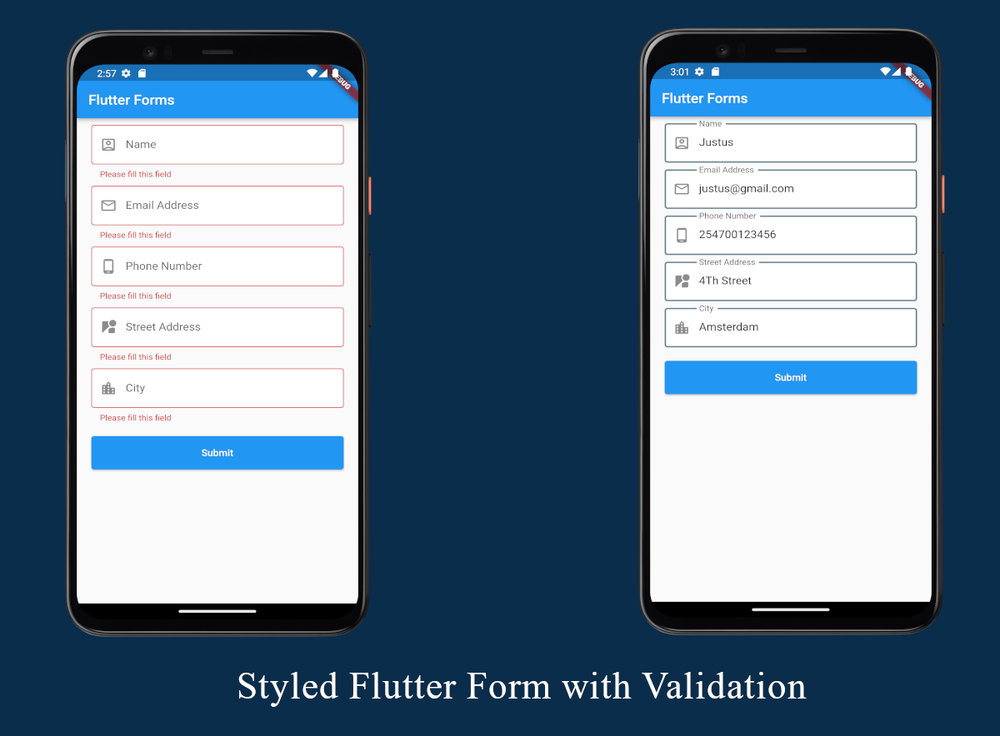 2:57
DEBUG
Flutter Forms
Name
Please fill this field
Email Address
Please fill this field
Phone Number
Please fill this field
Street Address
Please fill this field
City
Please fill this field
Submit
3:01
DEBUG
Flutter Forms
Name
Justus
Email Address
justus@gmail.com
Phone Number
254700123456
Street Address
4Th Street
City
Amsterdam
Submit
Styled Flutter Form with Validation